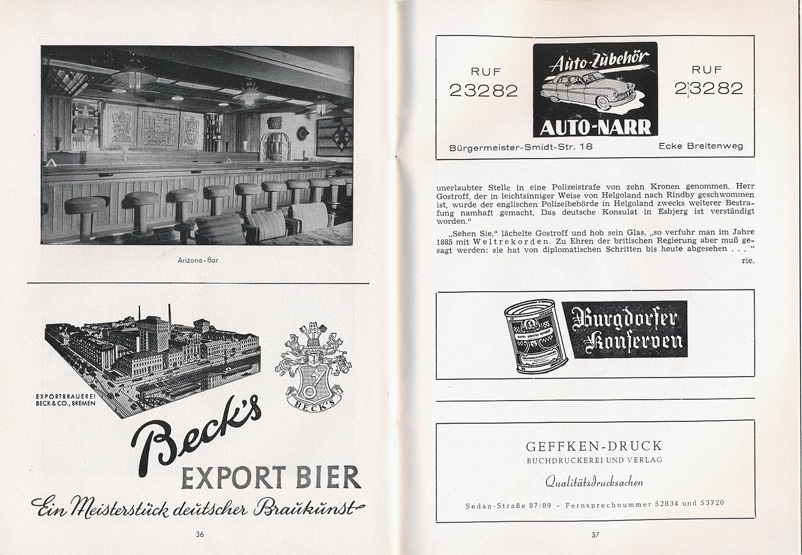 Arizona-Bar
EXPORTBRAUEREI
BECK & CO., BREMEN
BECK'S
Beck's
EXPORT BIER
Ein Meisterstück deutscher Braukunst
36
RUF
23282
Auto-Zubehör
AUTO-NARR
RUF
23282
Bürgermeister-Smidt-Str. 18
Ecke Breitenweg
unerlaubter Stelle in eine Polizeistrafe von zehn Kronen genommen. Herr
Gostroff, der in leichtsinniger Weise von Helgoland nach Rindby geschwommen
ist, wurde der englischen Polizeibehörde in Helgoland zwecks weiterer Bestra-
fung namhaft gemacht. Das deutsche Konsulat in Esbjerg ist verständigt
worden.“
„Sehen Sie,“ lächelte Gostroff und hob sein Glas, „so verfuhr man im Jahre
1885 mit Weltrekorden. Zu Ehren der britischen Regierung aber muß ge-
sagt werden: sie hat von diplomatischen Schritten bis heute abgesehen . . . “
rie.
Burgdorfer
Konserven
GEFFKEN-DRUCK
BUCHDRUCKEREI UND VERLAG
Qualitätsdrucksachen
Sedan-Straße 87/89 - Fernsprechnummer 52834 und 53720
37